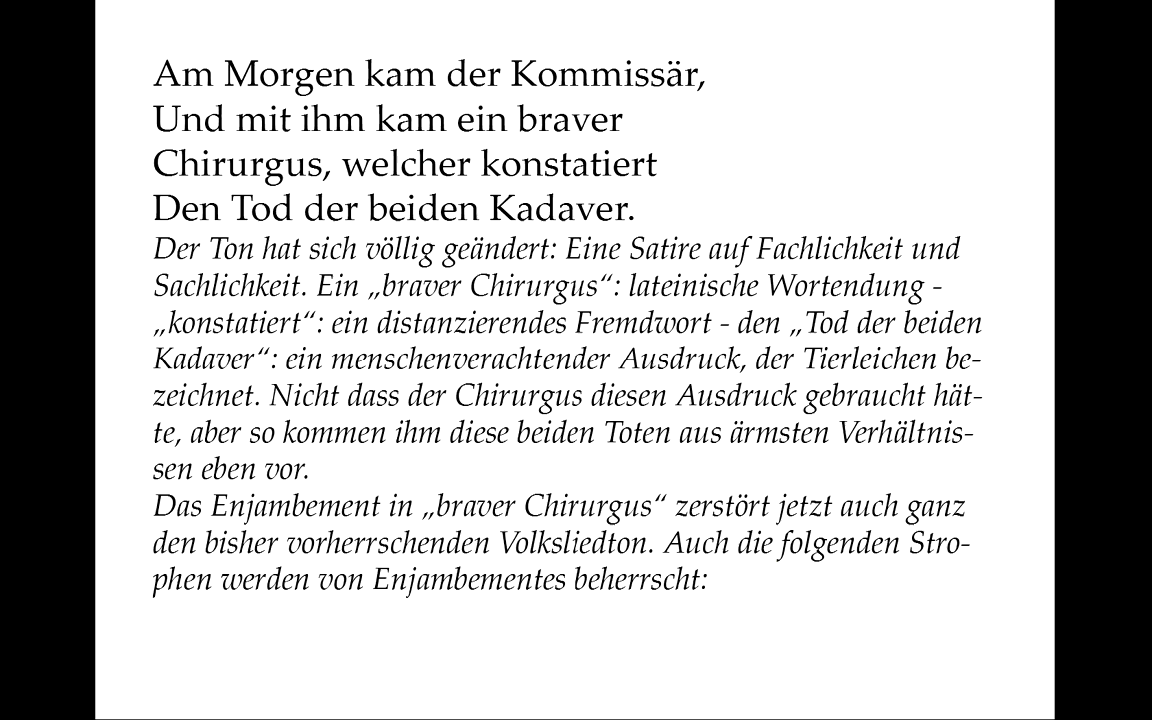 Am Morgen kam der Kommissär,
Und mit ihm kam ein braver
Chirurgus, welcher konstatiert
Den Tod der beiden Kadaver.
Der Ton hat sich völlig geändert: Eine Satire auf Fachlichkeit und
Sachlichkeit. Ein „braver Chirurgus“: lateinische Wortendung -
„konstatiert“: ein distanzierendes Fremdwort - den „Tod der beiden
Kadaver“: ein menschenverachtender Ausdruck, der Tierleichen be-
zeichnet. Nicht dass der Chirurgus diesen Ausdruck gebraucht hät-
te, aber so kommen ihm diese beiden Toten aus ärmsten Verhältnis-
sen eben vor.
Das Enjambement in „braver Chirurgus“ zerstört jetzt auch ganz
den bisher vorherrschenden Volksliedton. Auch die folgenden Stro-
phen werden von Enjambementes beherrscht: